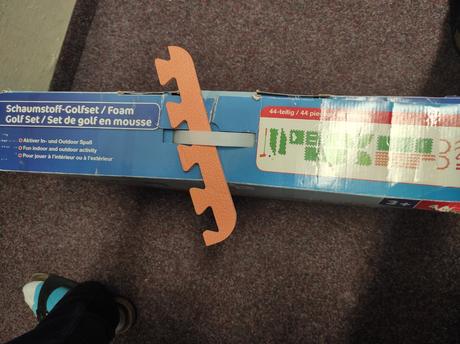 Schaumstoff-Golfset / Foam
Golf Set / Set de golf en mousse
Aktiver In- und Outdoor Spaß
Fun indoor and outdoor activity
Pour jouer à l'intérieur ou à l'extérieur
44-teilig / 44
3+